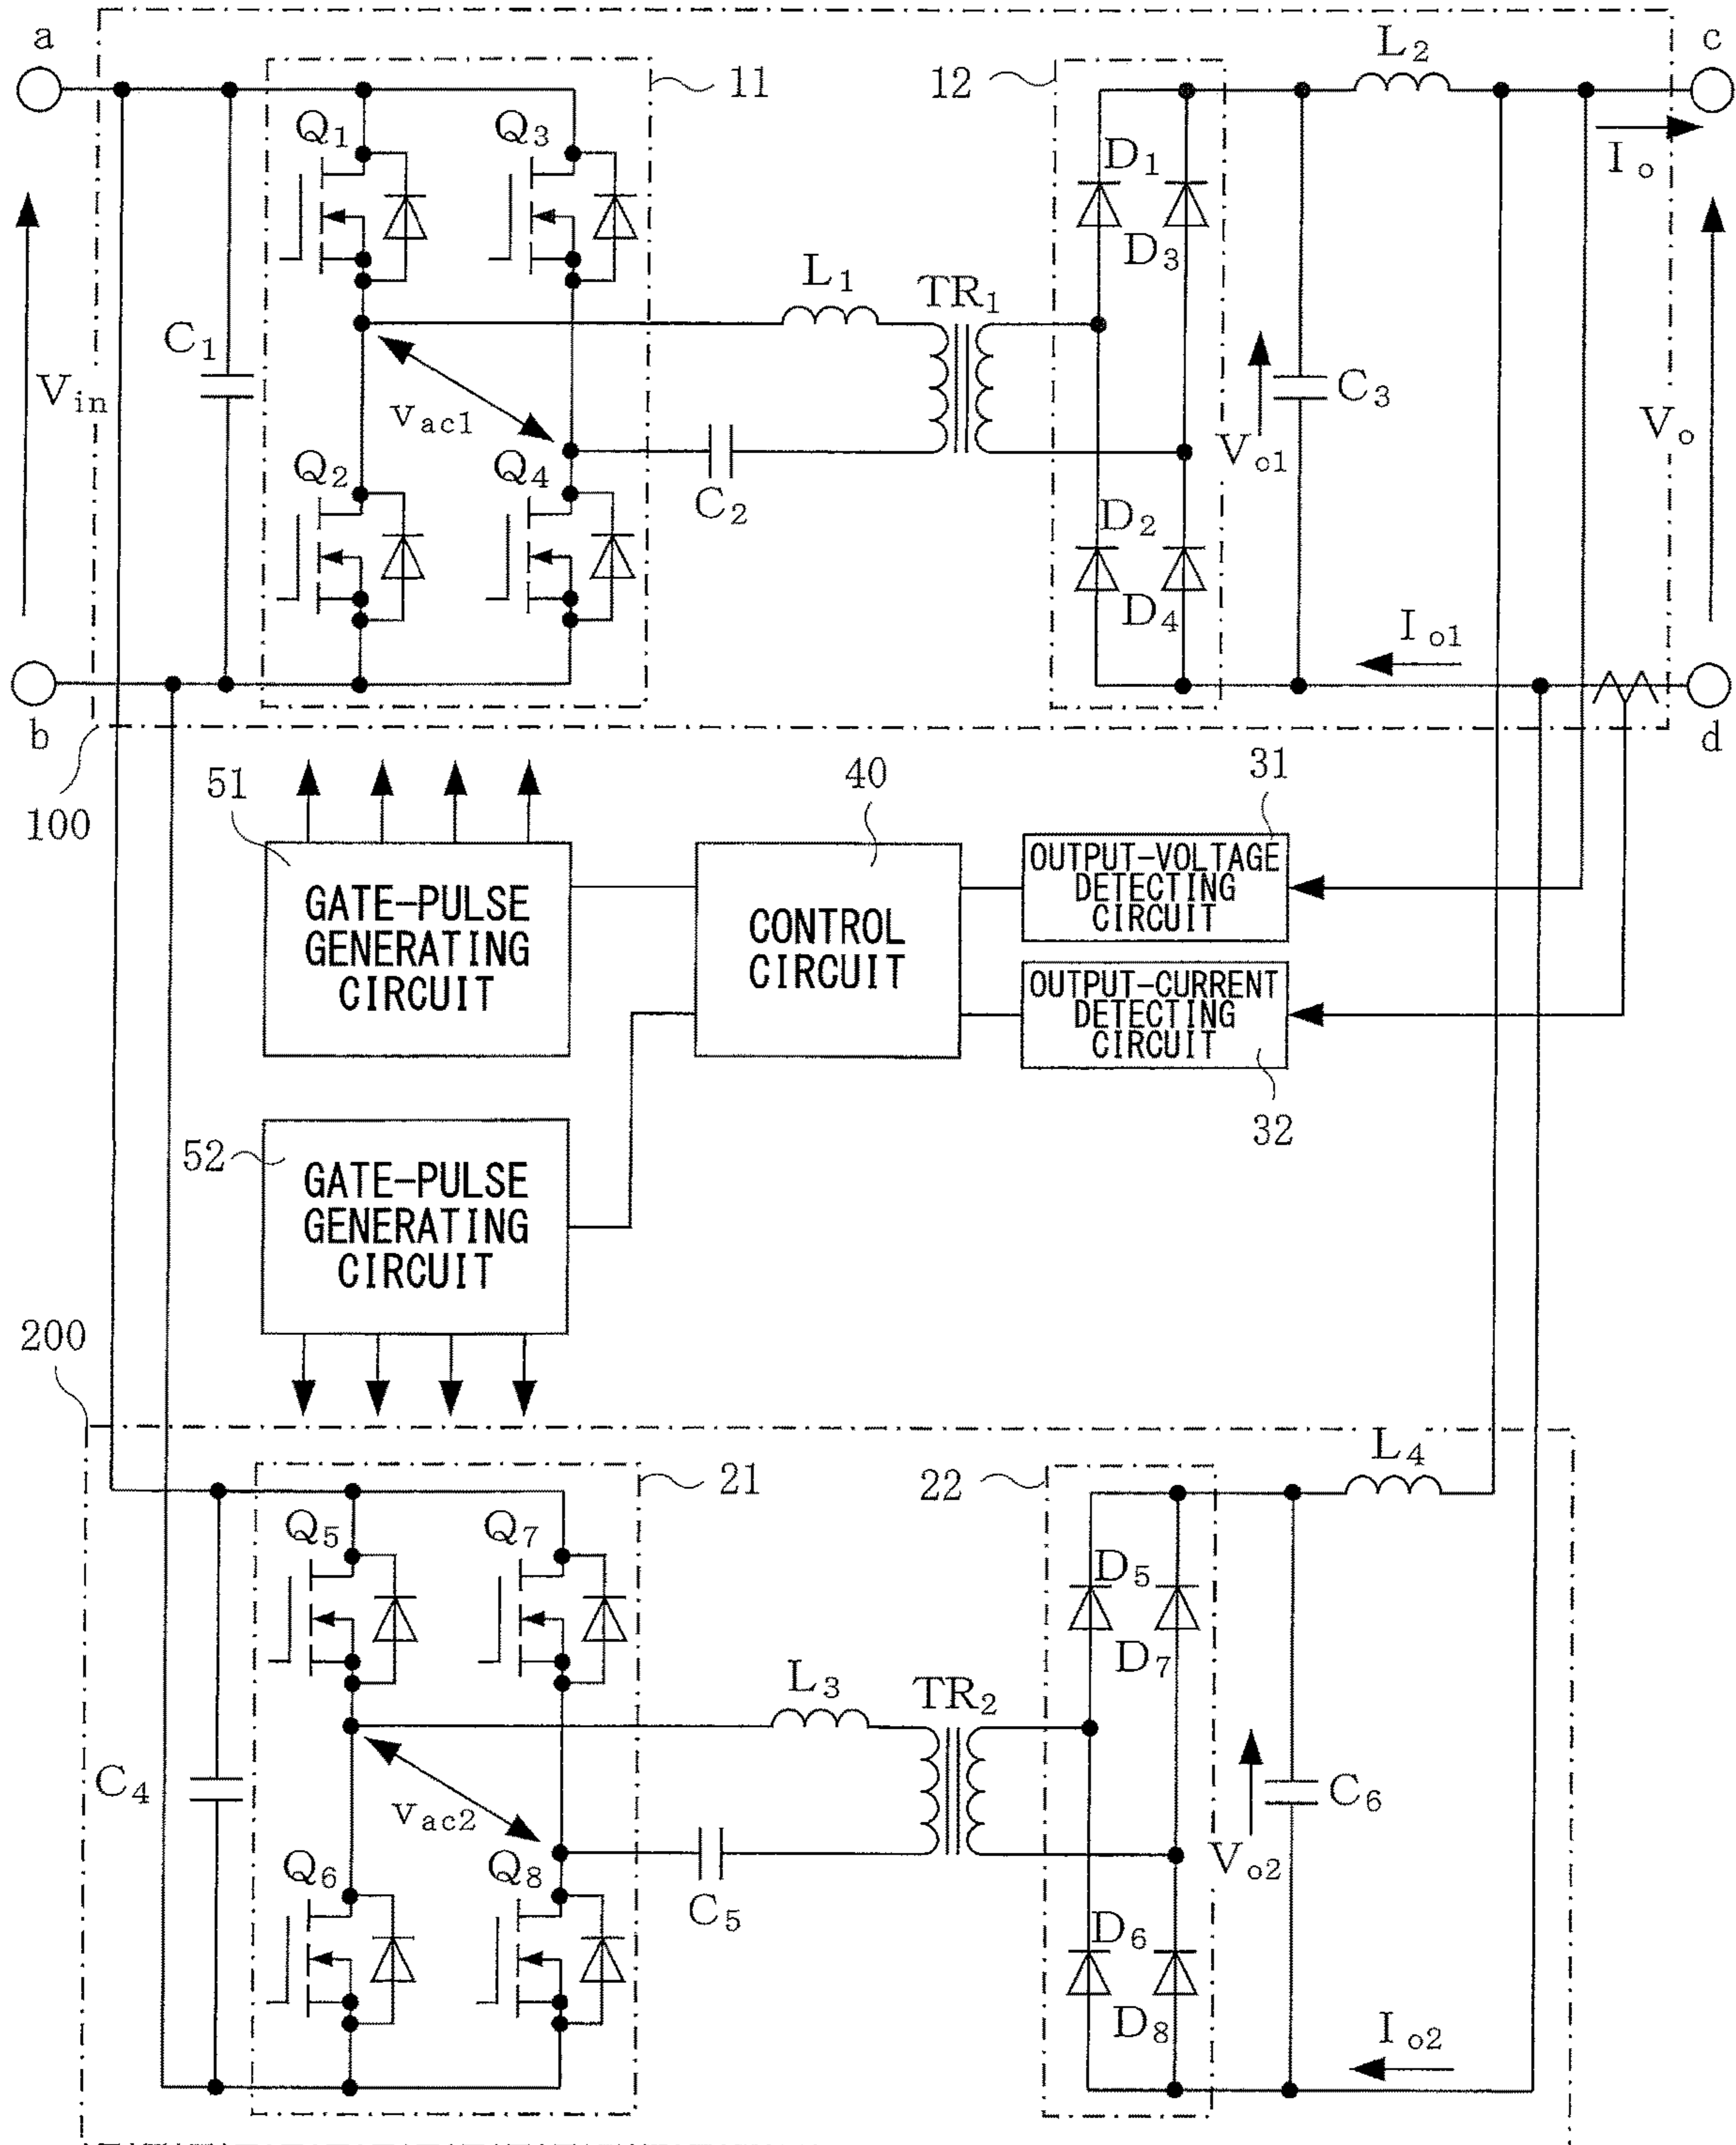 a
c
L2
11
12
Q1
Q3
D1
Io
D3
L1
TR1
C1
Vin
vac1
C3
Vo1
Vo
Q2
Q4
C2
D2
D4
Io1
b
d
100
51
40
31
GATE-PULSE
GENERATING
CIRCUIT
CONTROL
CIRCUIT
OUTPUT-VOLTAGE
DETECTING
CIRCUIT
OUTPUT-CURRENT
DETECTING
CIRCUIT
32
52
GATE-PULSE
GENERATING
CIRCUIT
200
L4
21
22
Q5
Q7
D5
D7
L3
TR2
C4
vac2
C6
Vo2
Q6
Q8
C5
D6
D8
Io2